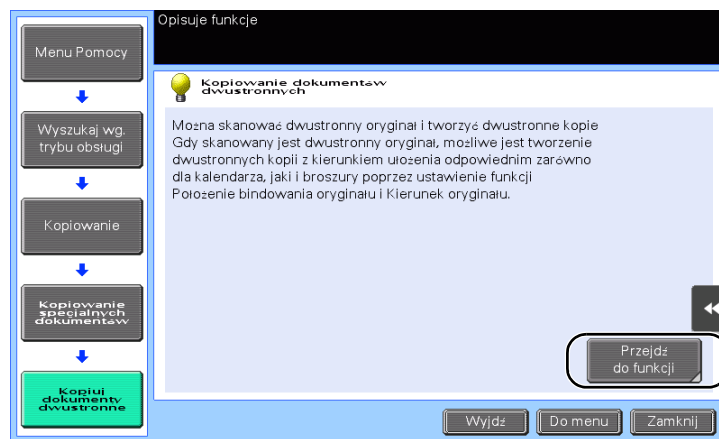 Opisuje funkcje
Menu Pomocy
Wyszukaj wg.
trybu obsługi
Kopiowanie
Kopiowanie
specjalnych
dokumentów
Kopiuj
dokumenty
dwustronne
Kopiowanie dokumentów
dwustronnych
Można skanować dwustronny oryginał i tworzyć dwustronne kopie
Gdy skanowany jest dwustronny oryginał, możliwe jest tworzenie
dwustronnych kopii z kierunkiem ułożenia odpowiednim zarówno
dla kalendarza, jaki i broszury poprzez ustawienie funkcji
Położenie bindowania oryginału i Kierunek oryginału.
Przejdź
do funkcji
Wyjdź
Do menu
Zamknij